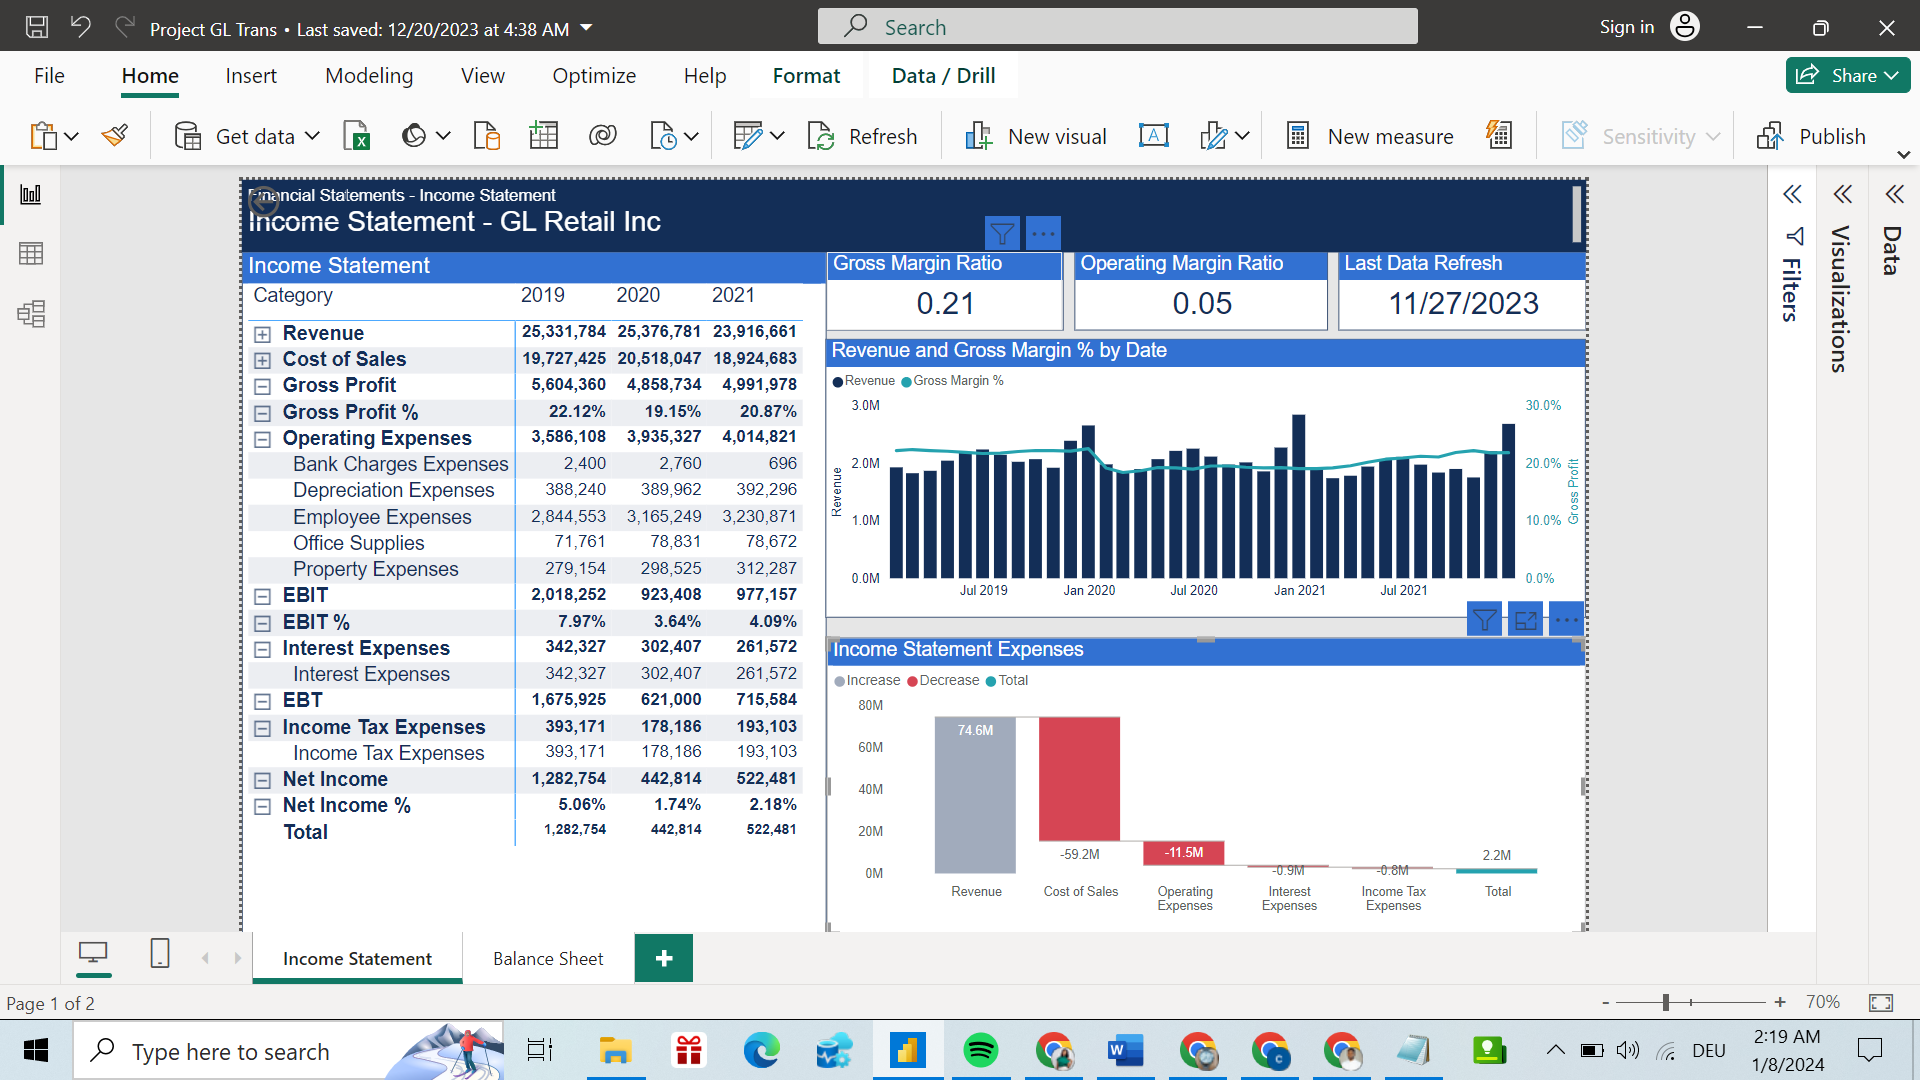 Project GL Trans • Last saved: 12/20/2023 at 4:38 AM
Search
Sign in
File Home Insert Modeling View Optimize Help Format Data / Drill
Share
Get data
Refresh
New visual
A
New measure
Sensitivity
Publish
Financial Statements - Income Statement
Income Statement - GL Retail Inc
Income Statement
Category 2019 2020 2021
Revenue 25,331,784 25,376,781 23,916,661
Cost of Sales 19,727,425 20,518,047 18,924,683
Gross Profit 5,604,360 4,858,734 4,991,978
Gross Profit % 22.12% 19.15% 20.87%
Operating Expenses 3,586,108 3,935,327 4,014,821
Bank Charges Expenses 2,400 2,760 696
Depreciation Expenses 388,240 389,962 392,296
Employee Expenses 2,844,553 3,165,249 3,230,871
Office Supplies 71,761 78,831 78,672
Property Expenses 279,154 298,525 312,287
EBIT 2,018,252 923,408 977,157
EBIT % 7.97% 3.64% 4.09%
Interest Expenses 342,327 302,407 261,572
Interest Expenses 342,327 302,407 261,572
EBT 1,675,925 621,000 715,584
Income Tax Expenses 393,171 178,186 193,103
Income Tax Expenses 393,171 178,186 193,103
Net Income 1,282,754 442,814 522,481
Net Income % 5.06% 1.74% 2.18%
Total 1,282,754 442,814 522,481
Gross Margin Ratio
0.21
Operating Margin Ratio
0.05
Last Data Refresh
11/27/2023
Revenue and Gross Margin % by Date
Revenue Gross Margin %
3.0M
2.0M
1.0M
0.0M
Revenue
30.0%
20.0%
10.0%
0.0%
Gross Profit
Jul 2019 Jan 2020 Jul 2020 Jan 2021 Jul 2021
Income Statement Expenses
Increase Decrease Total
80M
60M
40M
20M
0M
74.6M
-59.2M
-11.5M
-0.9M
-0.8M
2.2M
Revenue
Cost of Sales
Operating
Expenses
Interest
Expenses
Income Tax
Expenses
Total
Filters
Visualizations
Data
Income Statement
Balance Sheet
+
Page 1 of 2
- + 70%
Type here to search
W
C
DEU
2:19 AM
1/8/2024